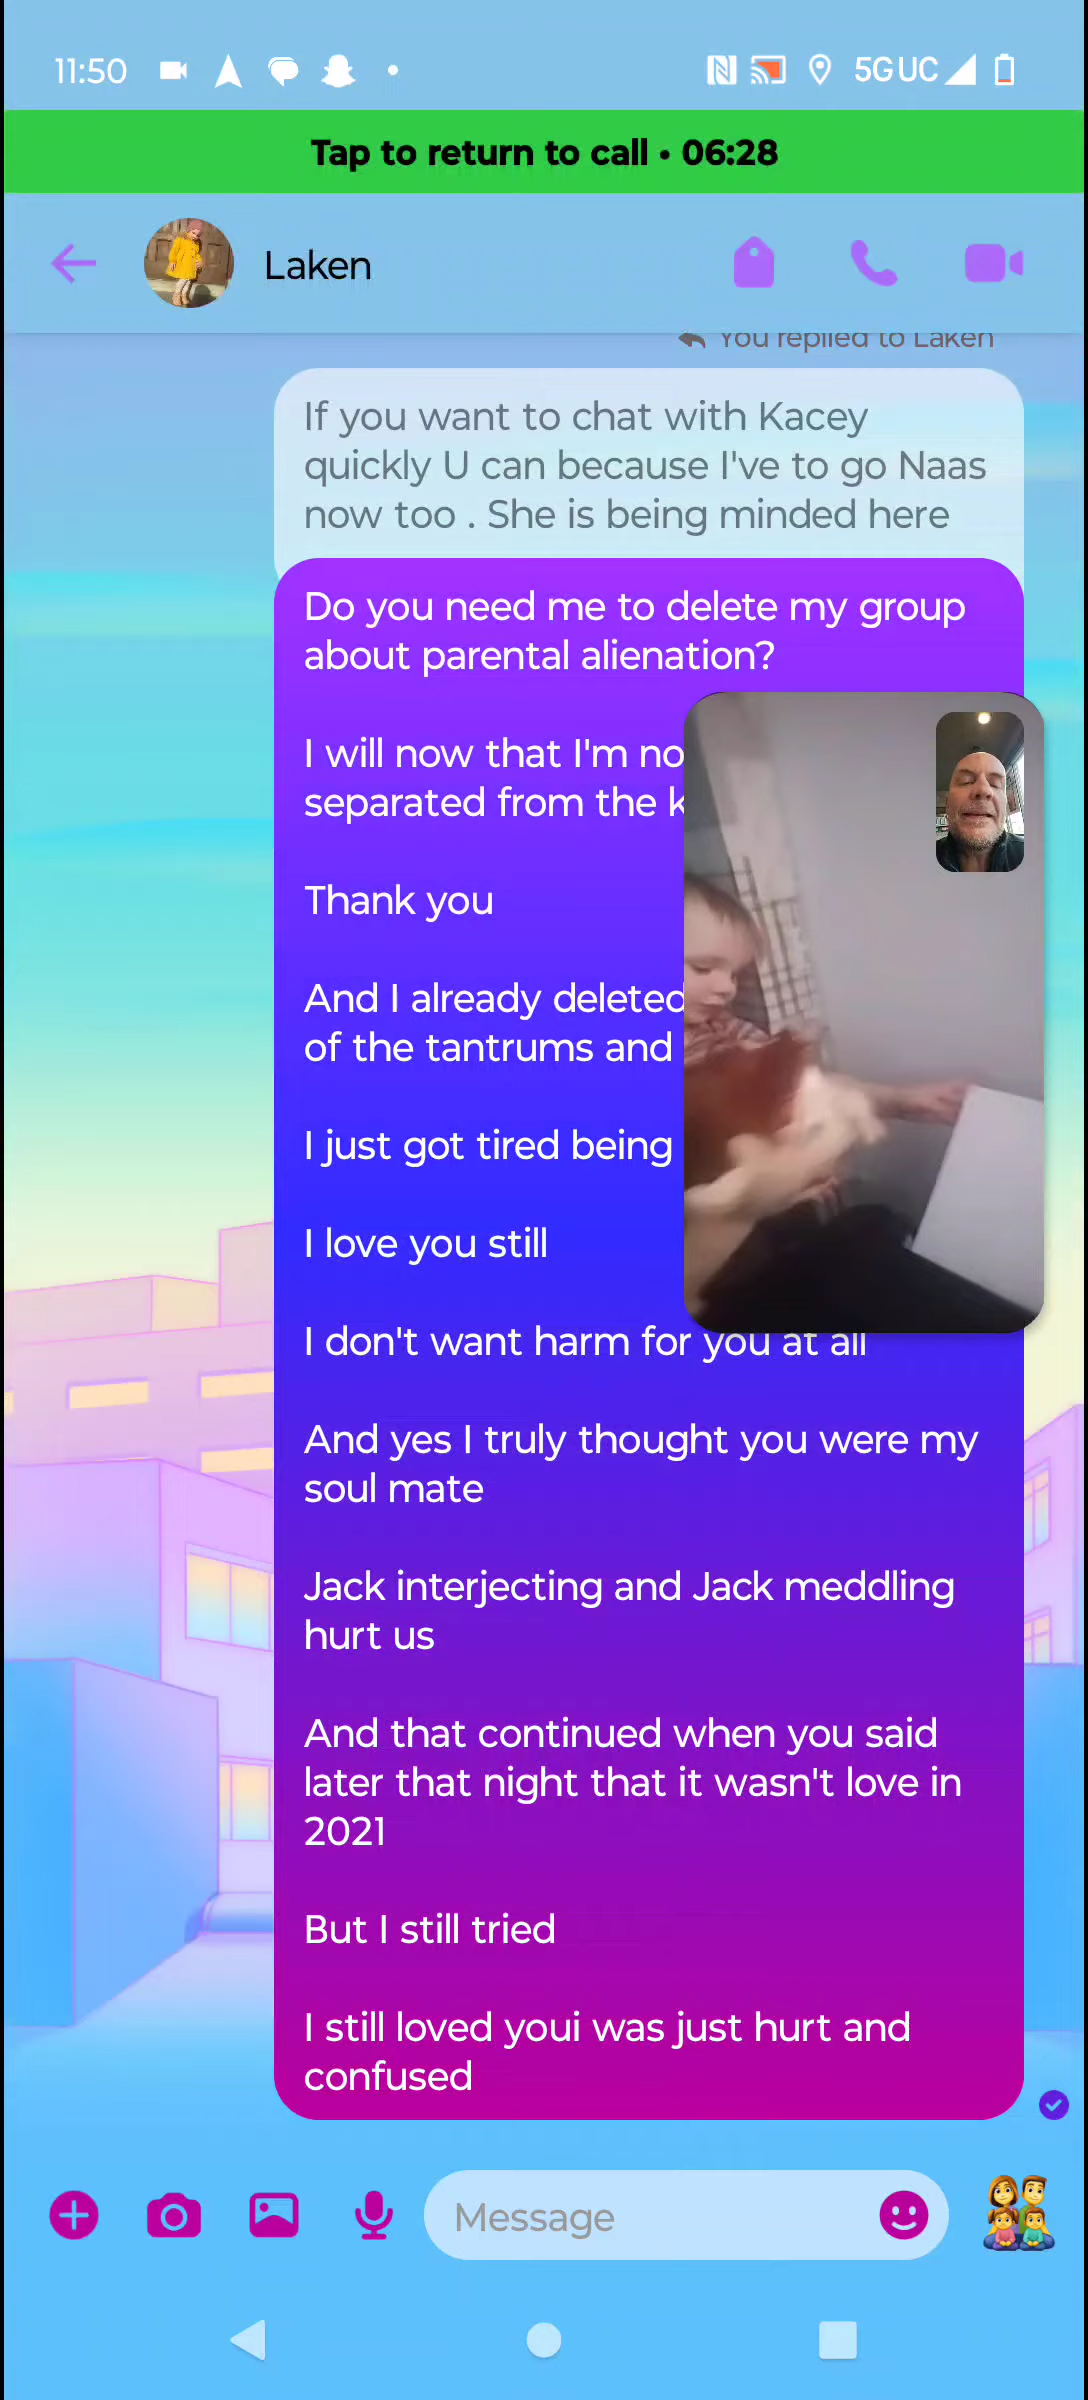 11:50
5G UC
Tap to return to call • 06:28
Laken
You replied to Laken
If you want to chat with Kacey
quickly U can because I've to go Naas
now too . She is being minded here
Do you need me to delete my group
about parental alienation?
I will now that I'm no
separated from the
Thank you
And I already deleted
of the tantrums and
I just got tired being
I love you still
I don't want harm for you at all
And yes I truly thought you were my
soul mate
Jack interjecting and Jack meddling
hurt us
And that continued when you said
later that night that it wasn't love in
2021
But I still tried
I still loved youi was just hurt and
confused
Message